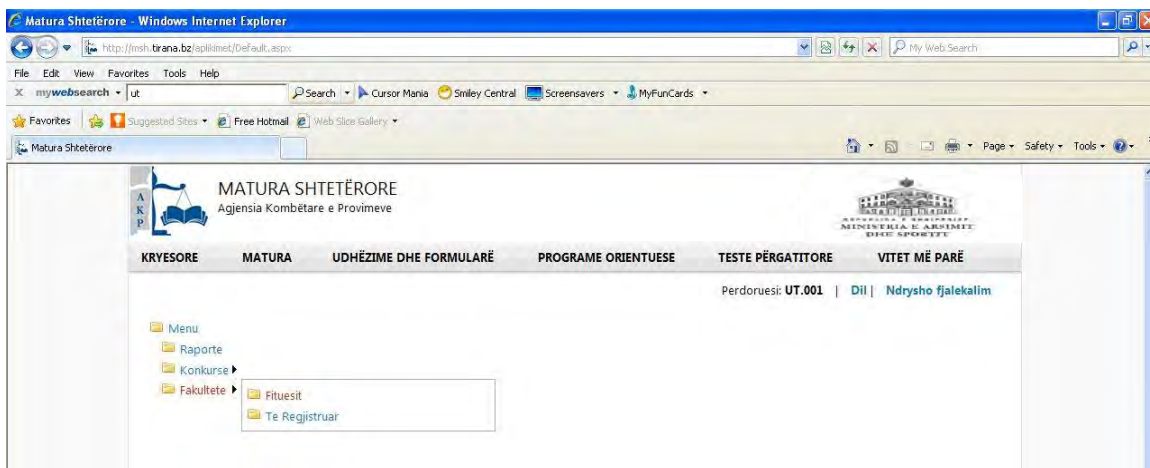 Matura Shtetërore - Windows Internet Explorer
http://msh.tirana.bz/aplikimet/Default.aspx
My Web Search
File Edit View Favorites Tools Help
X mywebsearch ut Search Cursor Mania Smiley Central Screensavers MyFunCards
Favorites Suggested Sites Free Hotmail Web Slice Gallery
Matura Shtetërore
Page Safety Tools
A K P
MATURA SHTETËRORE
Agjensia Kombëtare e Provimeve
REPUBLIKA E SHQIPËRISË
MINISTRIA E ARSIMIT
DHE SPORTIT
KRYESORE MATURA UDHËZIME DHE FORMULARË PROGRAME ORIENTUESE TESTE PËRGATITORE VITET MË PARË
Perdoruesi: UT.001 | Dil | Ndrysho fjalekalim
Menu
Raporte
Konkurse
Fakultete
Fituesit
Te Regjistruar